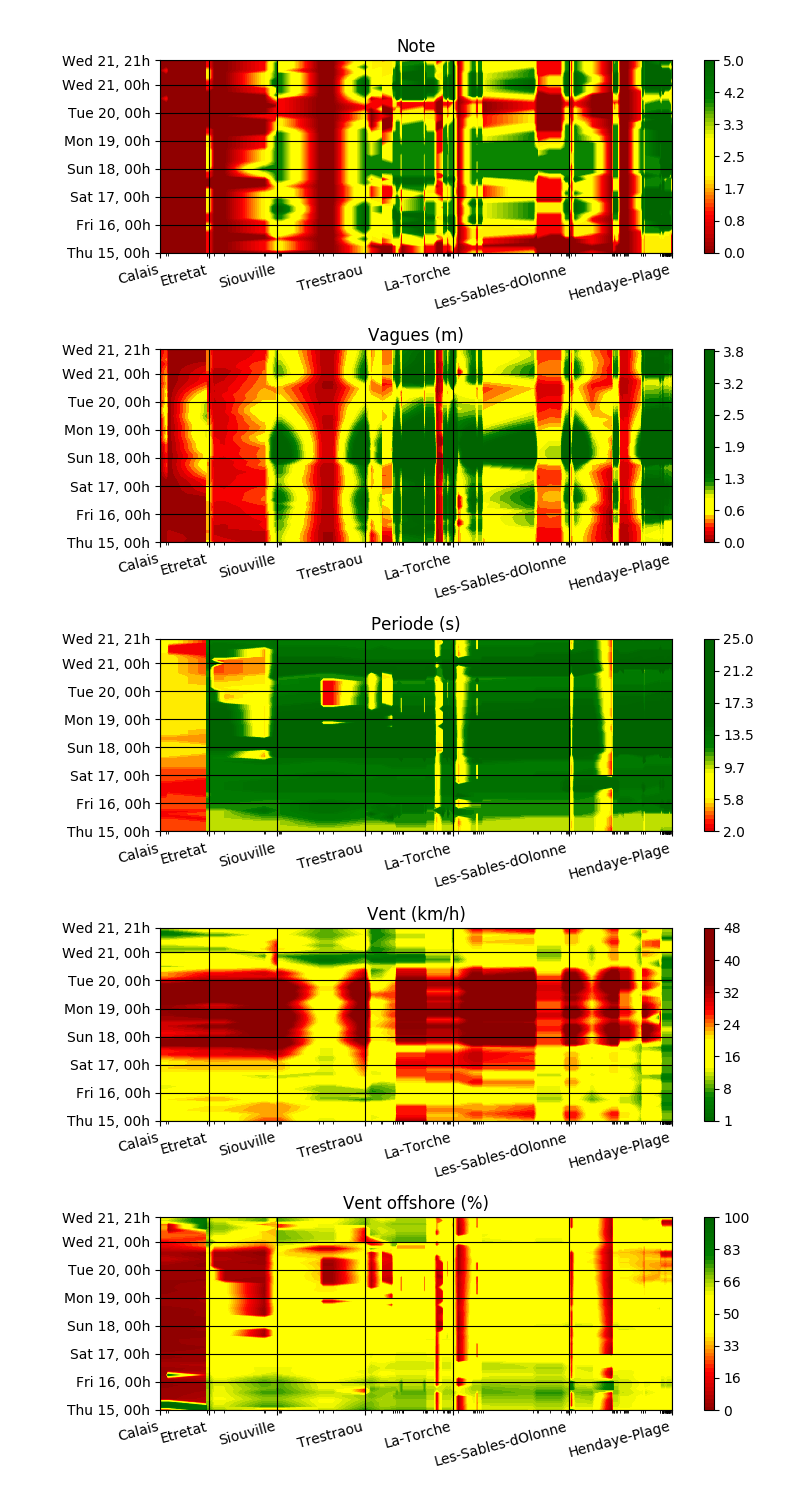 Note
Wed 21, 21h
Wed 21, 00h
Tue 20, 00h
Mon 19, 00h
Sun 18, 00h
Sat 17, 00h
Fri 16, 00h
Thu 15, 00h
Calais Etretat Siouville Trestraou La-Torche Les-Sables-dOlonne Hendaye-Plage
5.0
4.2
3.3
2.5
1.7
0.8
0.0
Vagues (m)
Wed 21, 21h
Wed 21, 00h
Tue 20, 00h
Mon 19, 00h
Sun 18, 00h
Sat 17, 00h
Fri 16, 00h
Thu 15, 00h
Calais Etretat Siouville Trestraou La-Torche Les-Sables-dOlonne Hendaye-Plage
3.8
3.2
2.5
1.9
1.3
0.6
0.0
Periode (s)
Wed 21, 21h
Wed 21, 00h
Tue 20, 00h
Mon 19, 00h
Sun 18, 00h
Sat 17, 00h
Fri 16, 00h
Thu 15, 00h
Calais Etretat Siouville Trestraou La-Torche Les-Sables-dOlonne Hendaye-Plage
25.0
21.2
17.3
13.5
9.7
5.8
2.0
Vent (km/h)
Wed 21, 21h
Wed 21, 00h
Tue 20, 00h
Mon 19, 00h
Sun 18, 00h
Sat 17, 00h
Fri 16, 00h
Thu 15, 00h
Calais Etretat Siouville Trestraou La-Torche Les-Sables-dOlonne Hendaye-Plage
48
40
32
24
16
8
1
Vent offshore (%)
Wed 21, 21h
Wed 21, 00h
Tue 20, 00h
Mon 19, 00h
Sun 18, 00h
Sat 17, 00h
Fri 16, 00h
Thu 15, 00h
Calais Etretat Siouville Trestraou La-Torche Les-Sables-dOlonne Hendaye-Plage
100
83
66
50
33
16
0